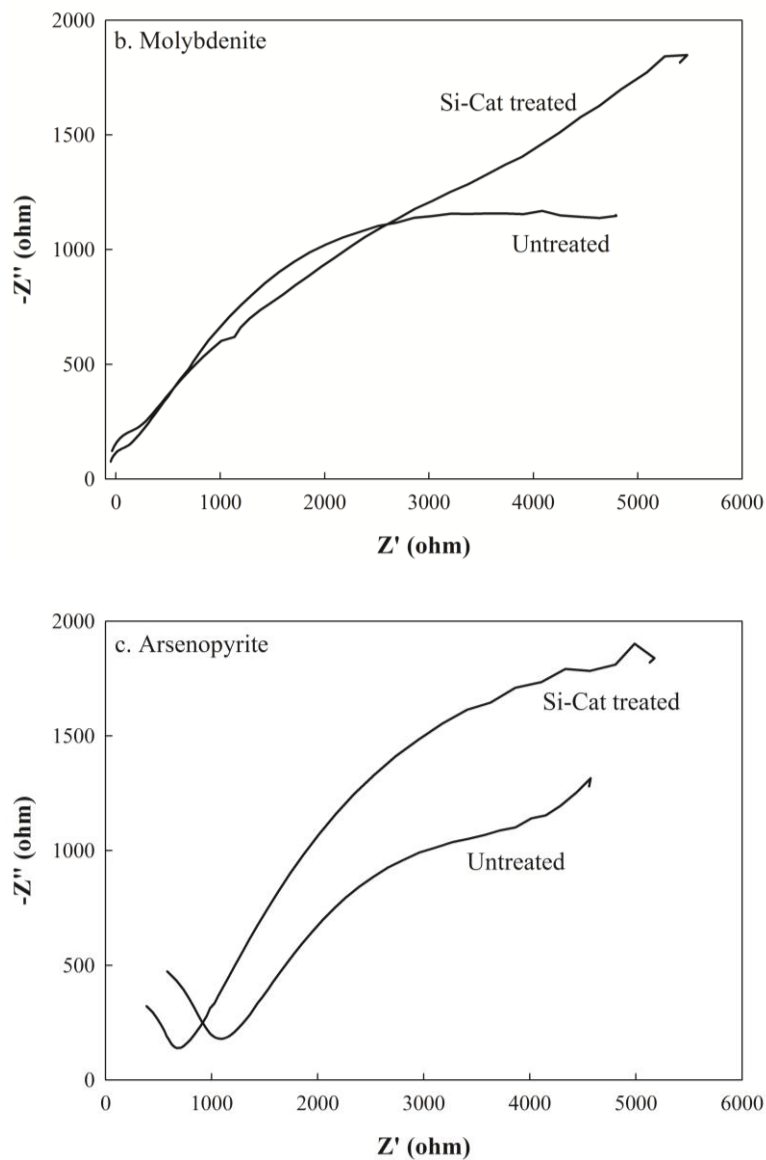 2000
b. Molybdenite
Si-Cat treated
1500
-Z'' (ohm)
1000
Untreated
500
0
0 1000 2000 3000 4000 5000 6000
Z' (ohm)
2000
c. Arsenopyrite
Si-Cat treated
1500
-Z'' (ohm)
1000
Untreated
500
0
0 1000 2000 3000 4000 5000 6000
Z' (ohm)